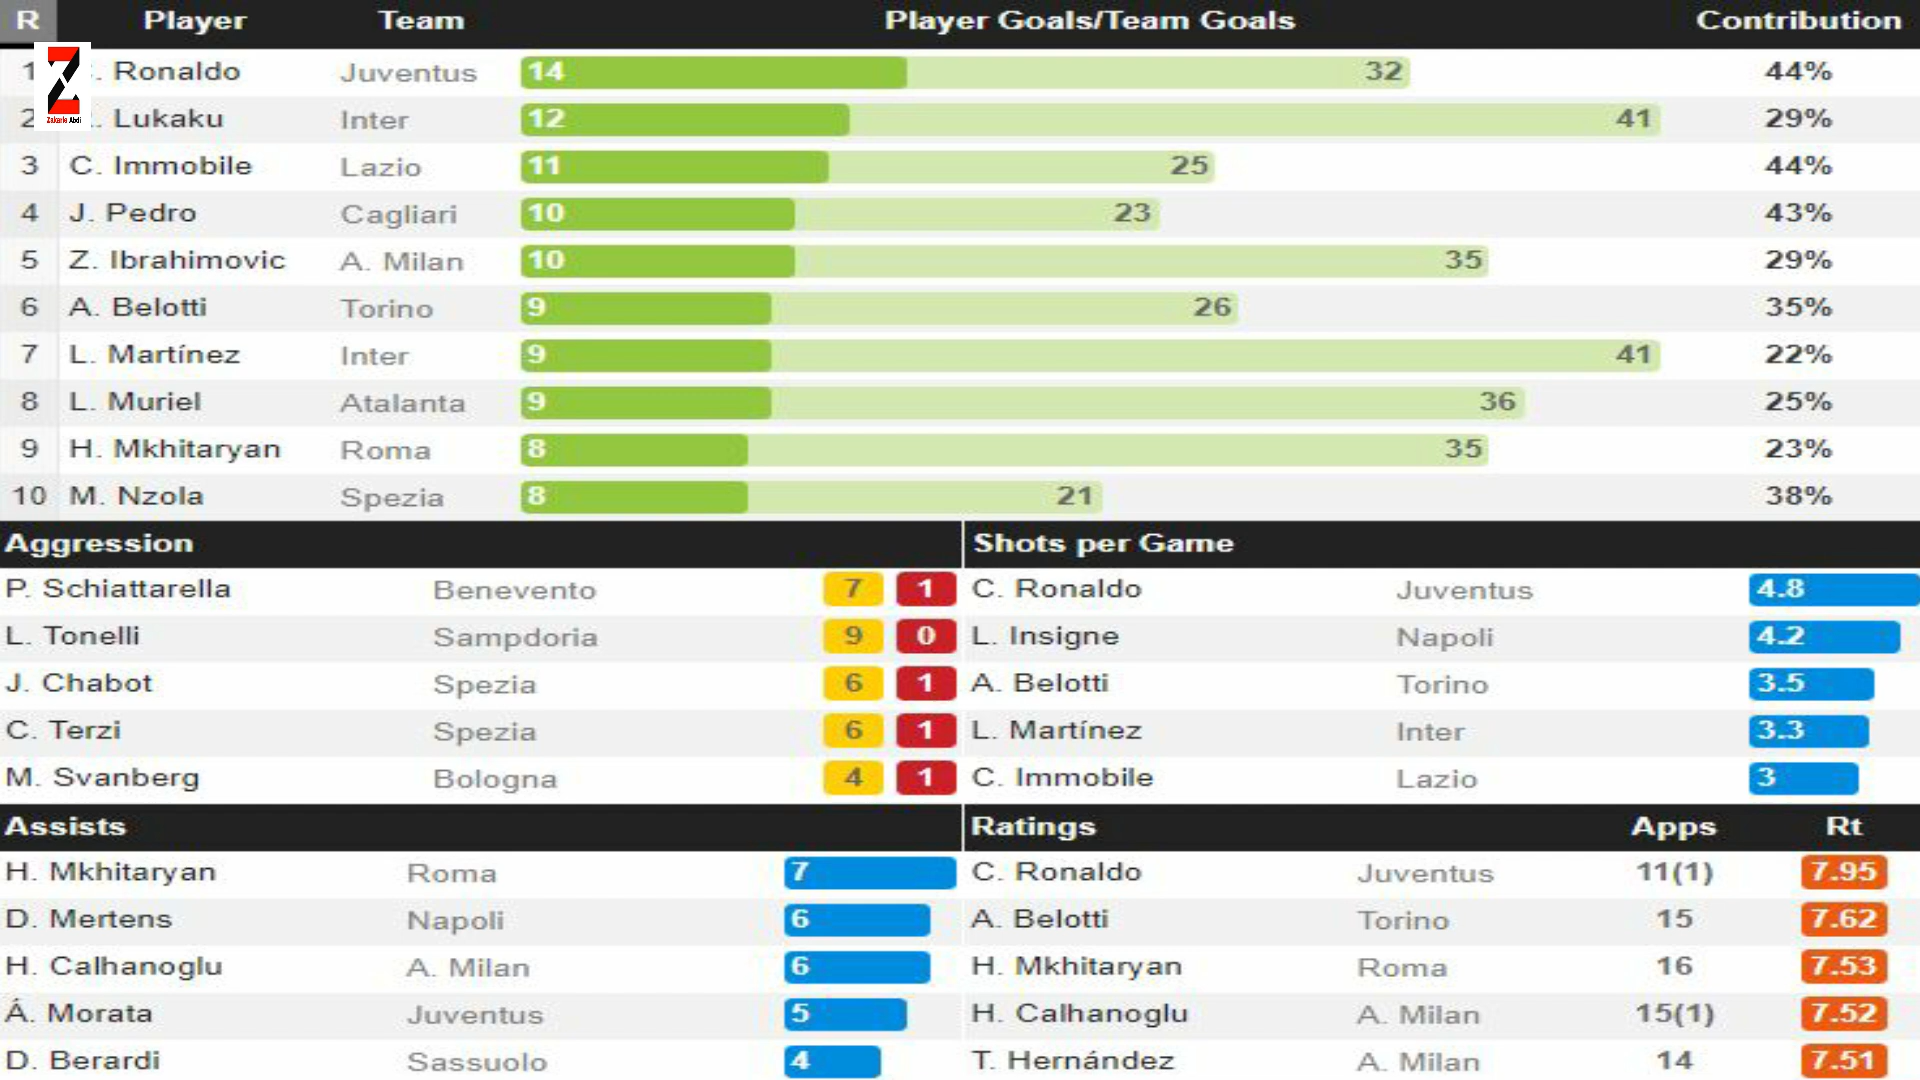 R Player Team Player Goals/Team Goals Contribution
1 . Ronaldo Juventus 14 32 44%
2 . Lukaku Inter 12 41 29%
Zakarie Abdi
3 C. Immobile Lazio 11 25 44%
4 J. Pedro Cagliari 10 23 43%
5 Z. Ibrahimovic A. Milan 10 35 29%
6 A. Belotti Torino 9 26 35%
7 L. Martínez Inter 9 41 22%
8 L. Muriel Atalanta 9 36 25%
9 H. Mkhitaryan Roma 8 35 23%
10 M. Nzola Spezia 8 21 38%
Aggression
P. Schiattarella Benevento 7 1
L. Tonelli Sampdoria 9 0
J. Chabot Spezia 6 1
C. Terzi Spezia 6 1
M. Svanberg Bologna 4 1
Shots per Game
C. Ronaldo Juventus 4.8
L. Insigne Napoli 4.2
A. Belotti Torino 3.5
L. Martínez Inter 3.3
C. Immobile Lazio 3
Assists
H. Mkhitaryan Roma 7
D. Mertens Napoli 6
H. Calhanoglu A. Milan 6
Á. Morata Juventus 5
D. Berardi Sassuolo 4
Ratings Apps Rt
C. Ronaldo Juventus 11(1) 7.95
A. Belotti Torino 15 7.62
H. Mkhitaryan Roma 16 7.53
H. Calhanoglu A. Milan 15(1) 7.52
T. Hernández A. Milan 14 7.51